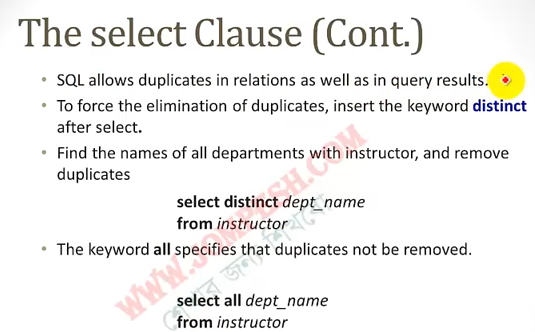 The select Clause (Cont.)
• SQL allows duplicates in relations as well as in query results.
• To force the elimination of duplicates, insert the keyword distinct
after select.
• Find the names of all departments with instructor, and remove
duplicates
select distinct dept_name
from instructor
• The keyword all specifies that duplicates not be removed.
select all dept_name
from instructor
WWW.JOMPESH.COM
শেখার জন্য শিখবো